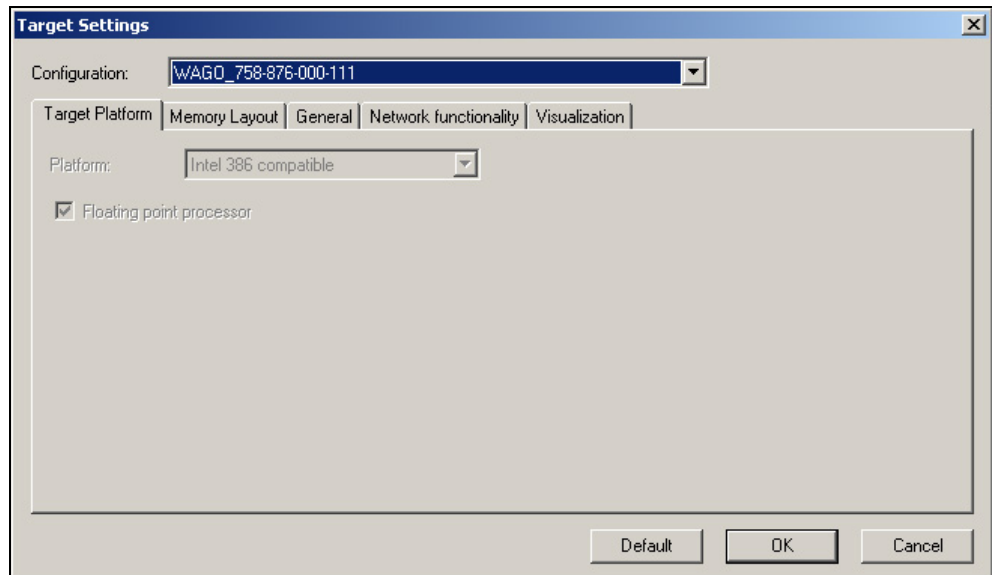 Target Settings
Configuration: WAGO_758-876-000-111
Target Platform Memory Layout General Network functionality Visualization
Platform: Intel 386 compatible
Floating point processor
Default OK Cancel